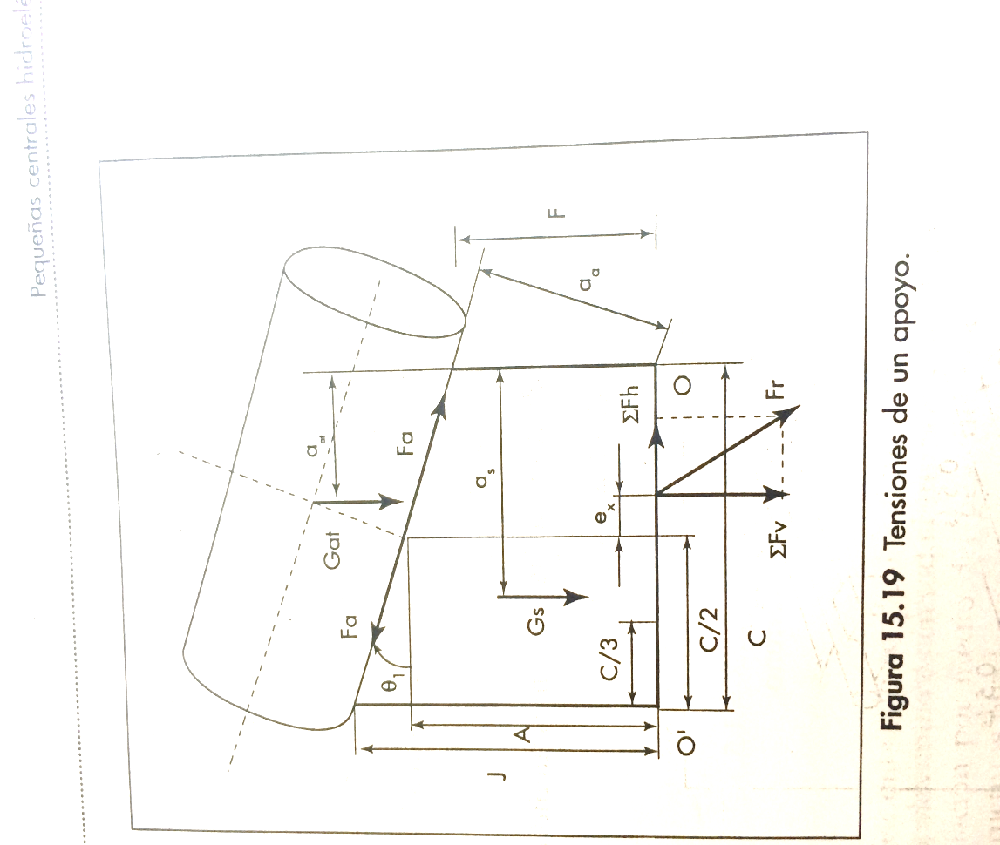 Pequeñas centrales hidroelé
F
a_a
a_at
Gat
Fa
Fa
θ₁
a_s
Gs
e_x
ΣFh
O
Fr
ΣFv
C/3
C/2
C
A
J
O'
Figura 15.19 Tensiones de un apoyo.